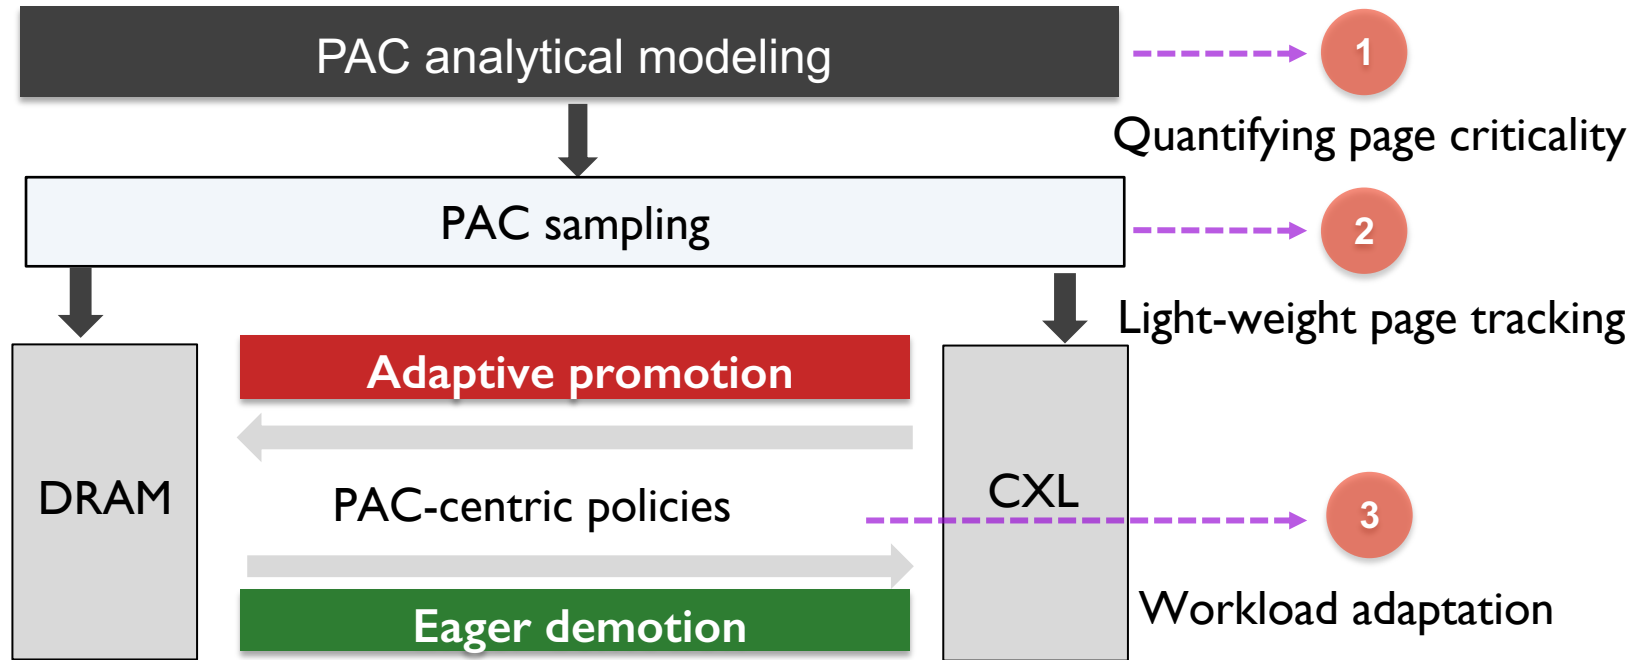 PAC analytical modeling
1
Quantifying page criticality
PAC sampling
2
Light-weight page tracking
Adaptive promotion
DRAM
PAC-centric policies
CXL
3
Eager demotion
Workload adaptation